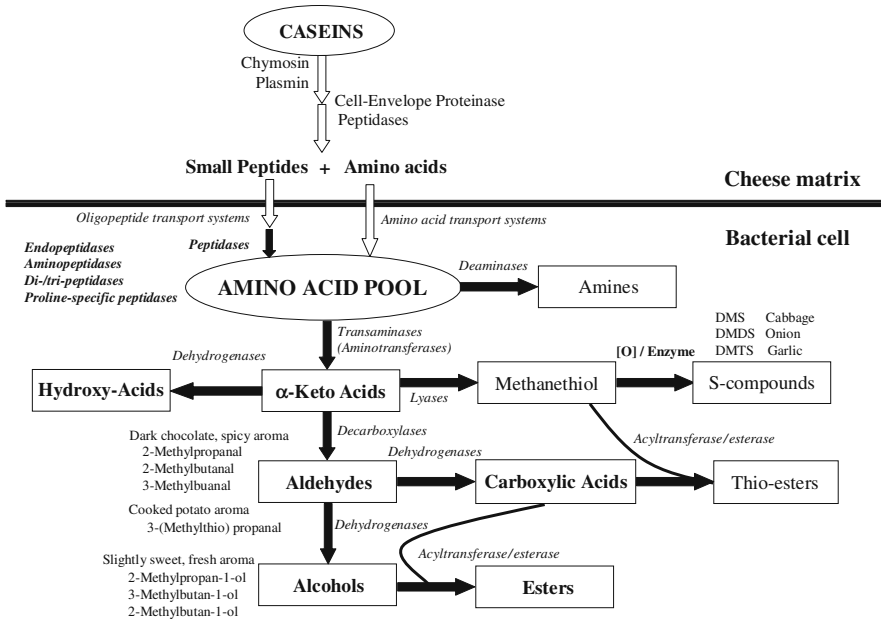 CASEINS
Chymosin
Plasmin
Cell-Envelope Proteinase
Peptidases
Small Peptides + Amino acids
Cheese matrix
Oligopeptide transport systems
Amino acid transport systems
Bacterial cell
Endopeptidases
Aminopeptidases
Di-/tri-peptidases
Proline-specific peptidases
Peptidases
AMINO ACID POOL
Deaminases
Amines
Transaminases
(Aminotransferases)
DMS Cabbage
DMDS Onion
DMTS Garlic
Dehydrogenases
[O] / Enzyme
Hydroxy-Acids
α-Keto Acids
Lyases
Methanethiol
S-compounds
Dark chocolate, spicy aroma
2-Methylpropanal
2-Methylbutanal
3-Methylbuanal
Decarboxylases
Dehydrogenases
Acyltransferase/esterase
Aldehydes
Carboxylic Acids
Thio-esters
Cooked potato aroma
3-(Methylthio) propanal
Dehydrogenases
Acyltransferase/esterase
Slightly sweet, fresh aroma
2-Methylpropan-1-ol
3-Methylbutan-1-ol
2-Methylbutan-1-ol
Alcohols
Esters